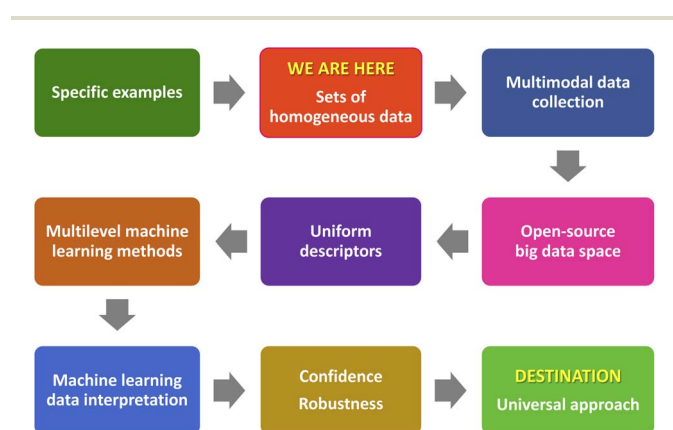 Specific examples
WE ARE HERE
Sets of
homogeneous data
Multimodal data
collection
Multilevel machine
learning methods
Uniform
descriptors
Open-source
big data space
Machine learning
data interpretation
Confidence
Robustness
DESTINATION
Universal approach